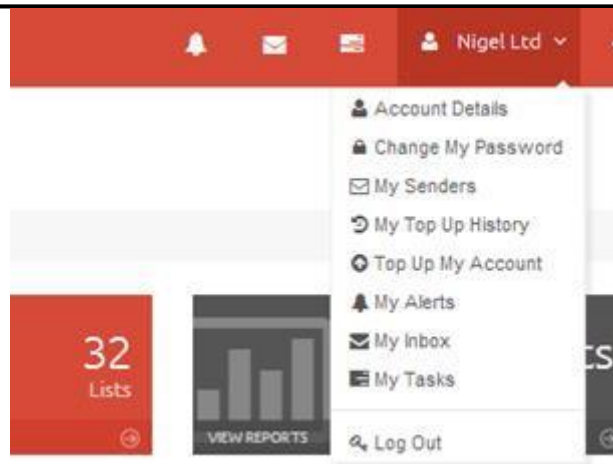 Nigel Ltd
Account Details
Change My Password
My Senders
My Top Up History
Top Up My Account
My Alerts
My Inbox
My Tasks
Log Out
32
Lists
VIEW REPORTS
ts